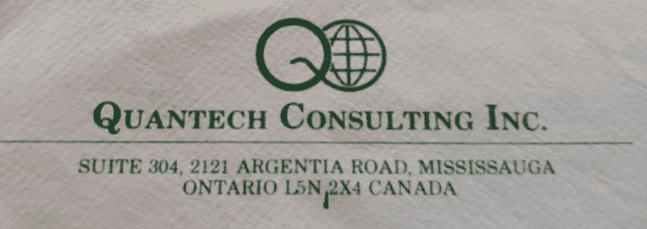 QUANTECH CONSULTING INC.
SUITE 304, 2121 ARGENTIA ROAD, MISSISSAUGA
ONTARIO L5N 2X4 CANADA